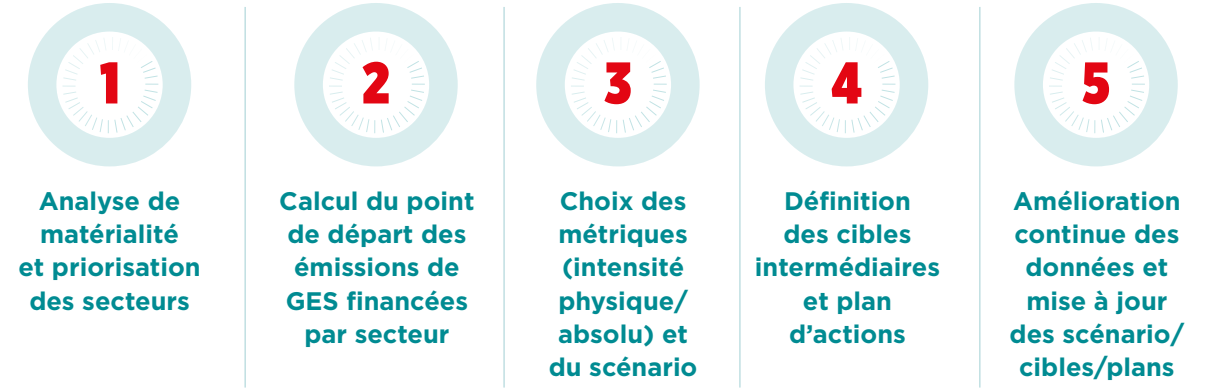 1
Analyse de
matérialité
et priorisation
des secteurs
2
Calcul du point
de départ des
émissions de
GES financées
par secteur
3
Choix des
métriques
(intensité
physique/
absolu) et
du scénario
4
Définition
des cibles
intermédiaires
et plan
d’actions
5
Amélioration
continue des
données et
mise à jour
des scénario/
cibles/plans